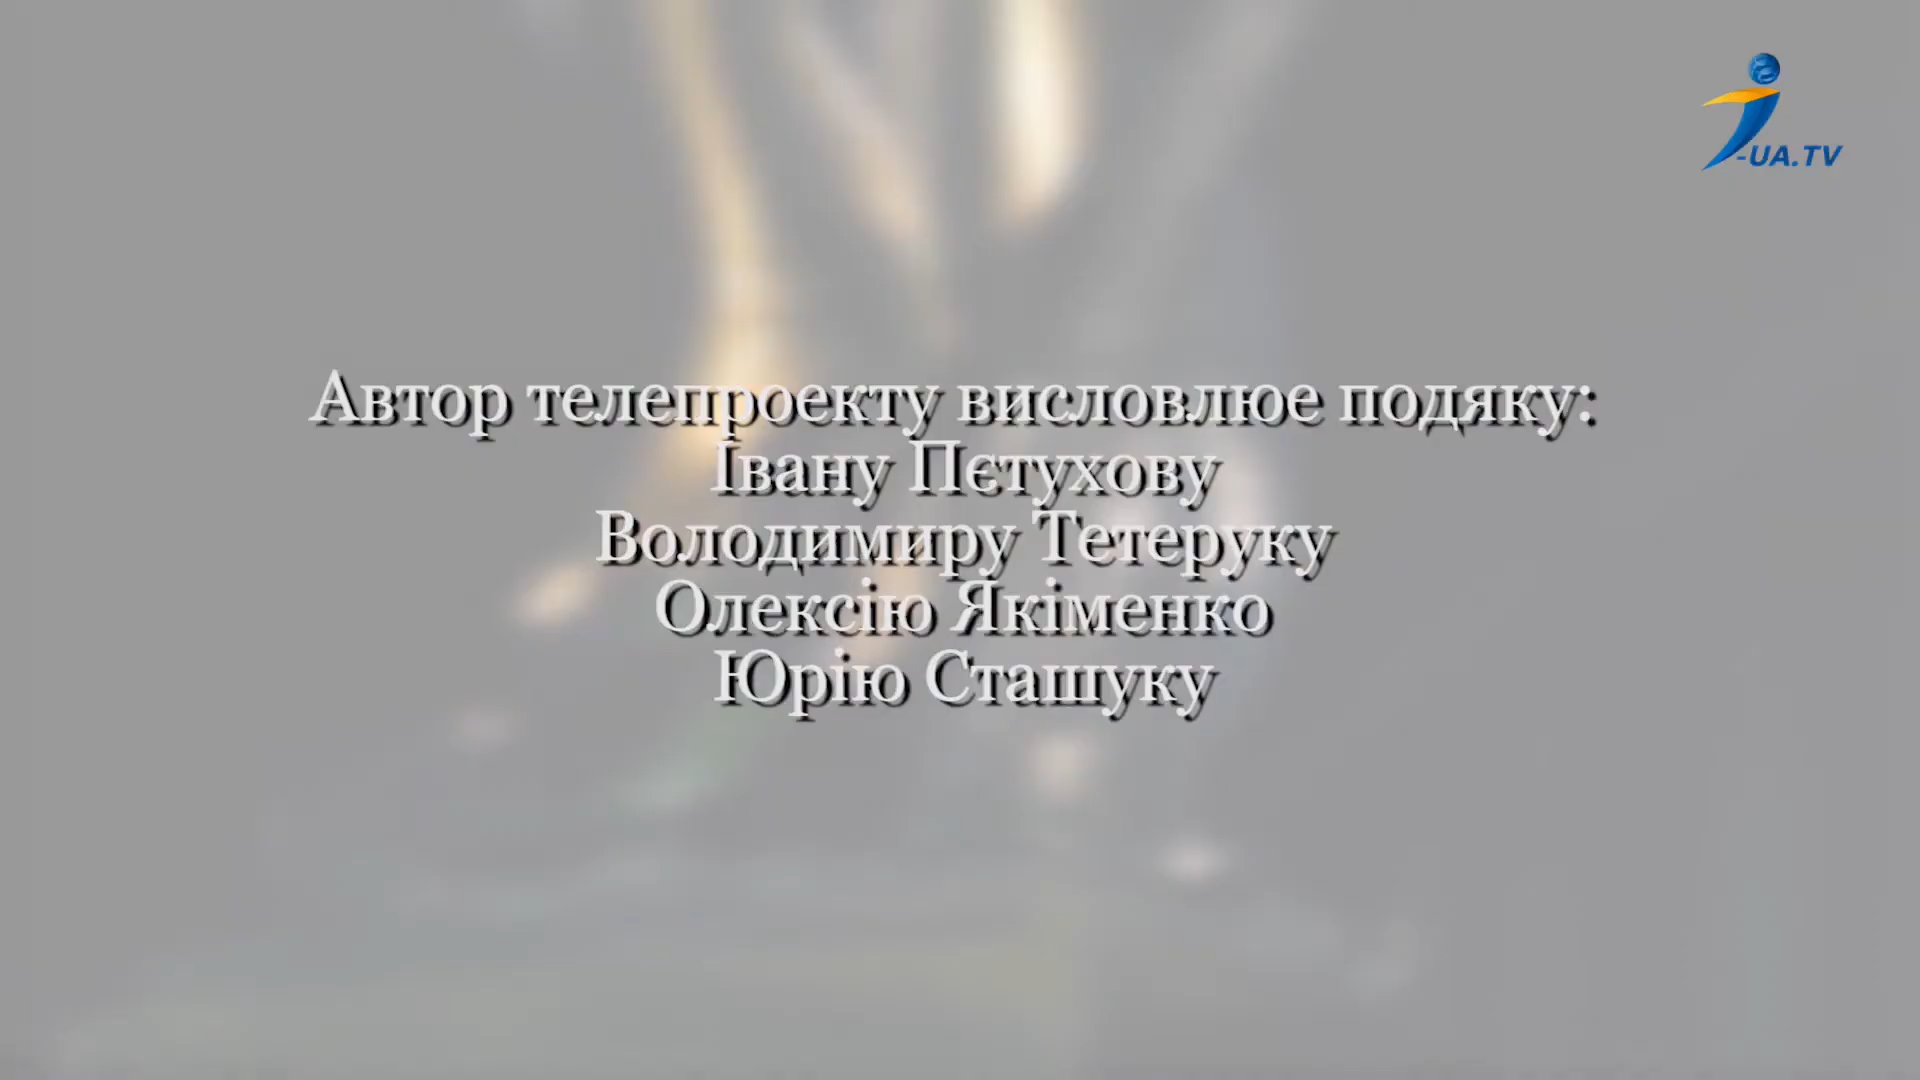 -UA.TV
Автор телепроекту висловлює подяку:
Івану Пєтухову
Володимиру Тетеруку
Олексію Якіменко
Юрію Сташуку